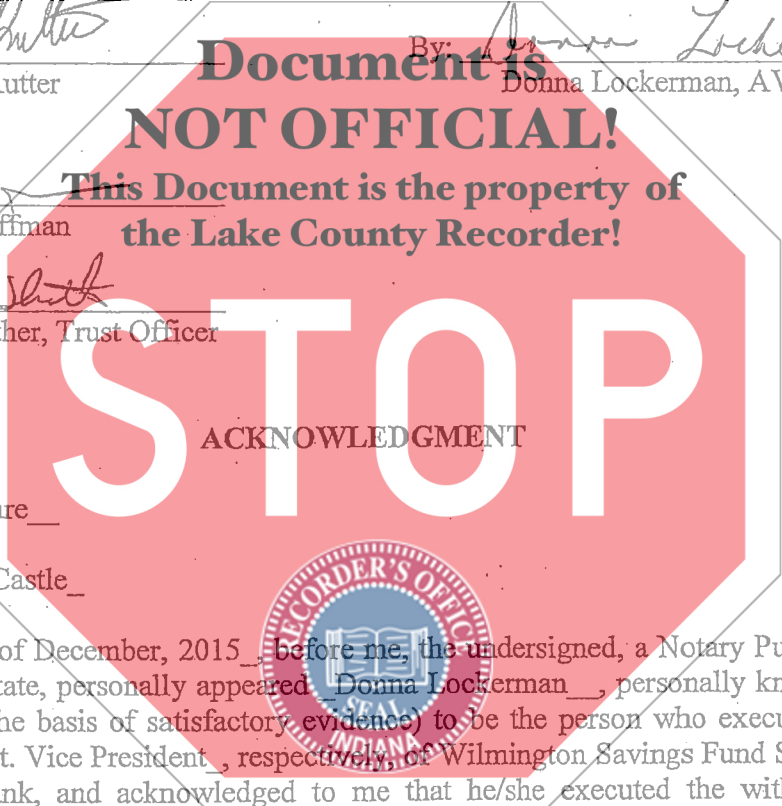 By:
utter Donna Lockerman, AV
Document is
NOT OFFICIAL!
This Document is the property of
the Lake County Recorder!
ffman
ther, Trust Officer
STOP
ACKNOWLEDGMENT
ure__
Castle_
RECORDER'S OFFICE
SEAL
INDIANA
of December, 2015_, before me, the undersigned, a Notary Pu
tate, personally appeared _Donna Lockerman__, personally kn
he basis of satisfactory evidence) to be the person who execu
t. Vice President_, respectively, of Wilmington Savings Fund S
nk, and acknowledged to me that he/she executed the with